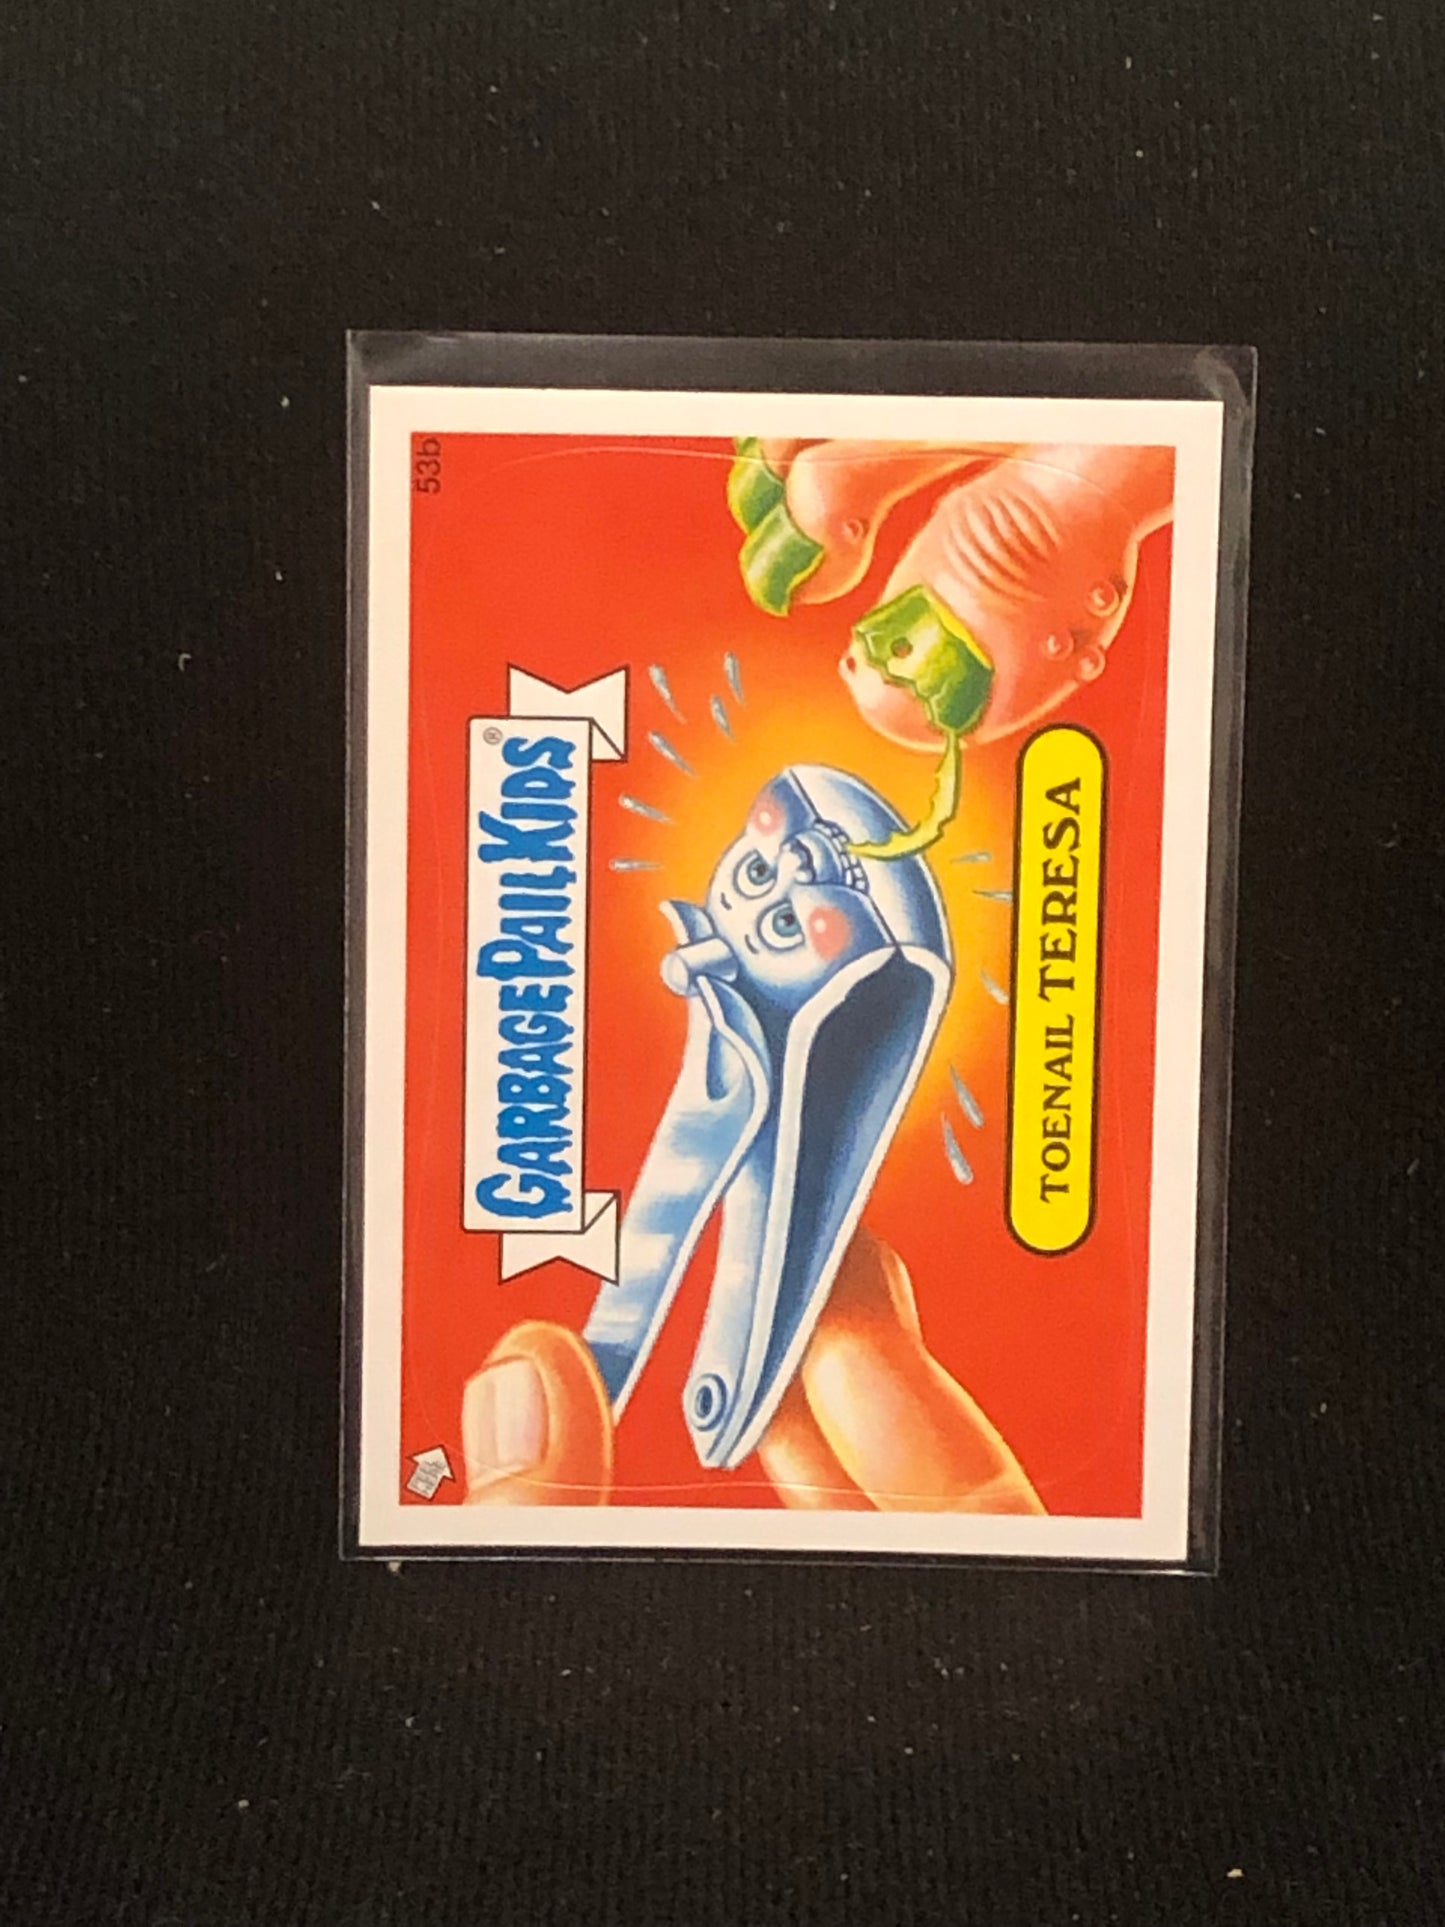 53b
GARBAGE PAIL KIDS®
TOENAIL TERESA